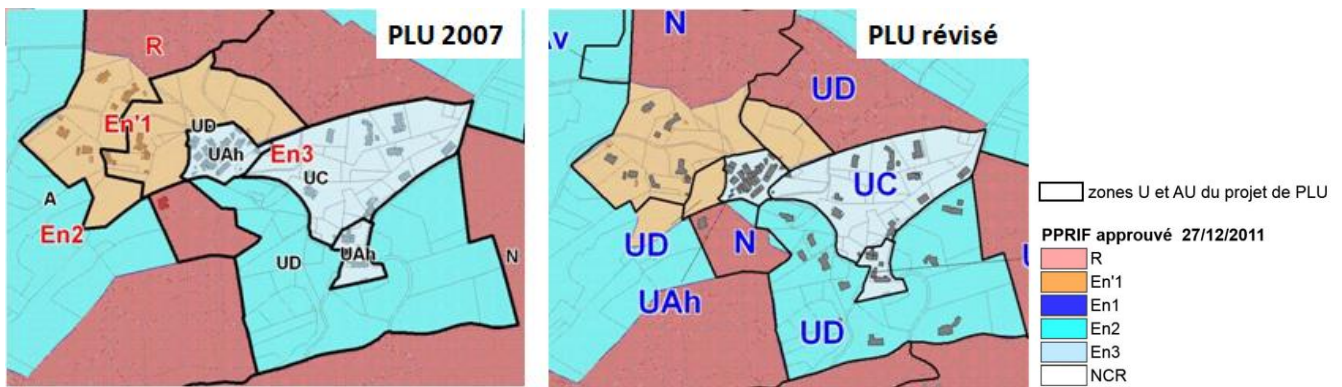 PLU 2007
R
En'1
UD
UAh
En3
UC
A
En2
UAh
UD
N
PLU révisé
N
UD
UC
UD
N
UAh
UD
zones U et AU du projet de PLU
PPRIF approuvé 27/12/2011
R
En'1
En1
En2
En3
NCR